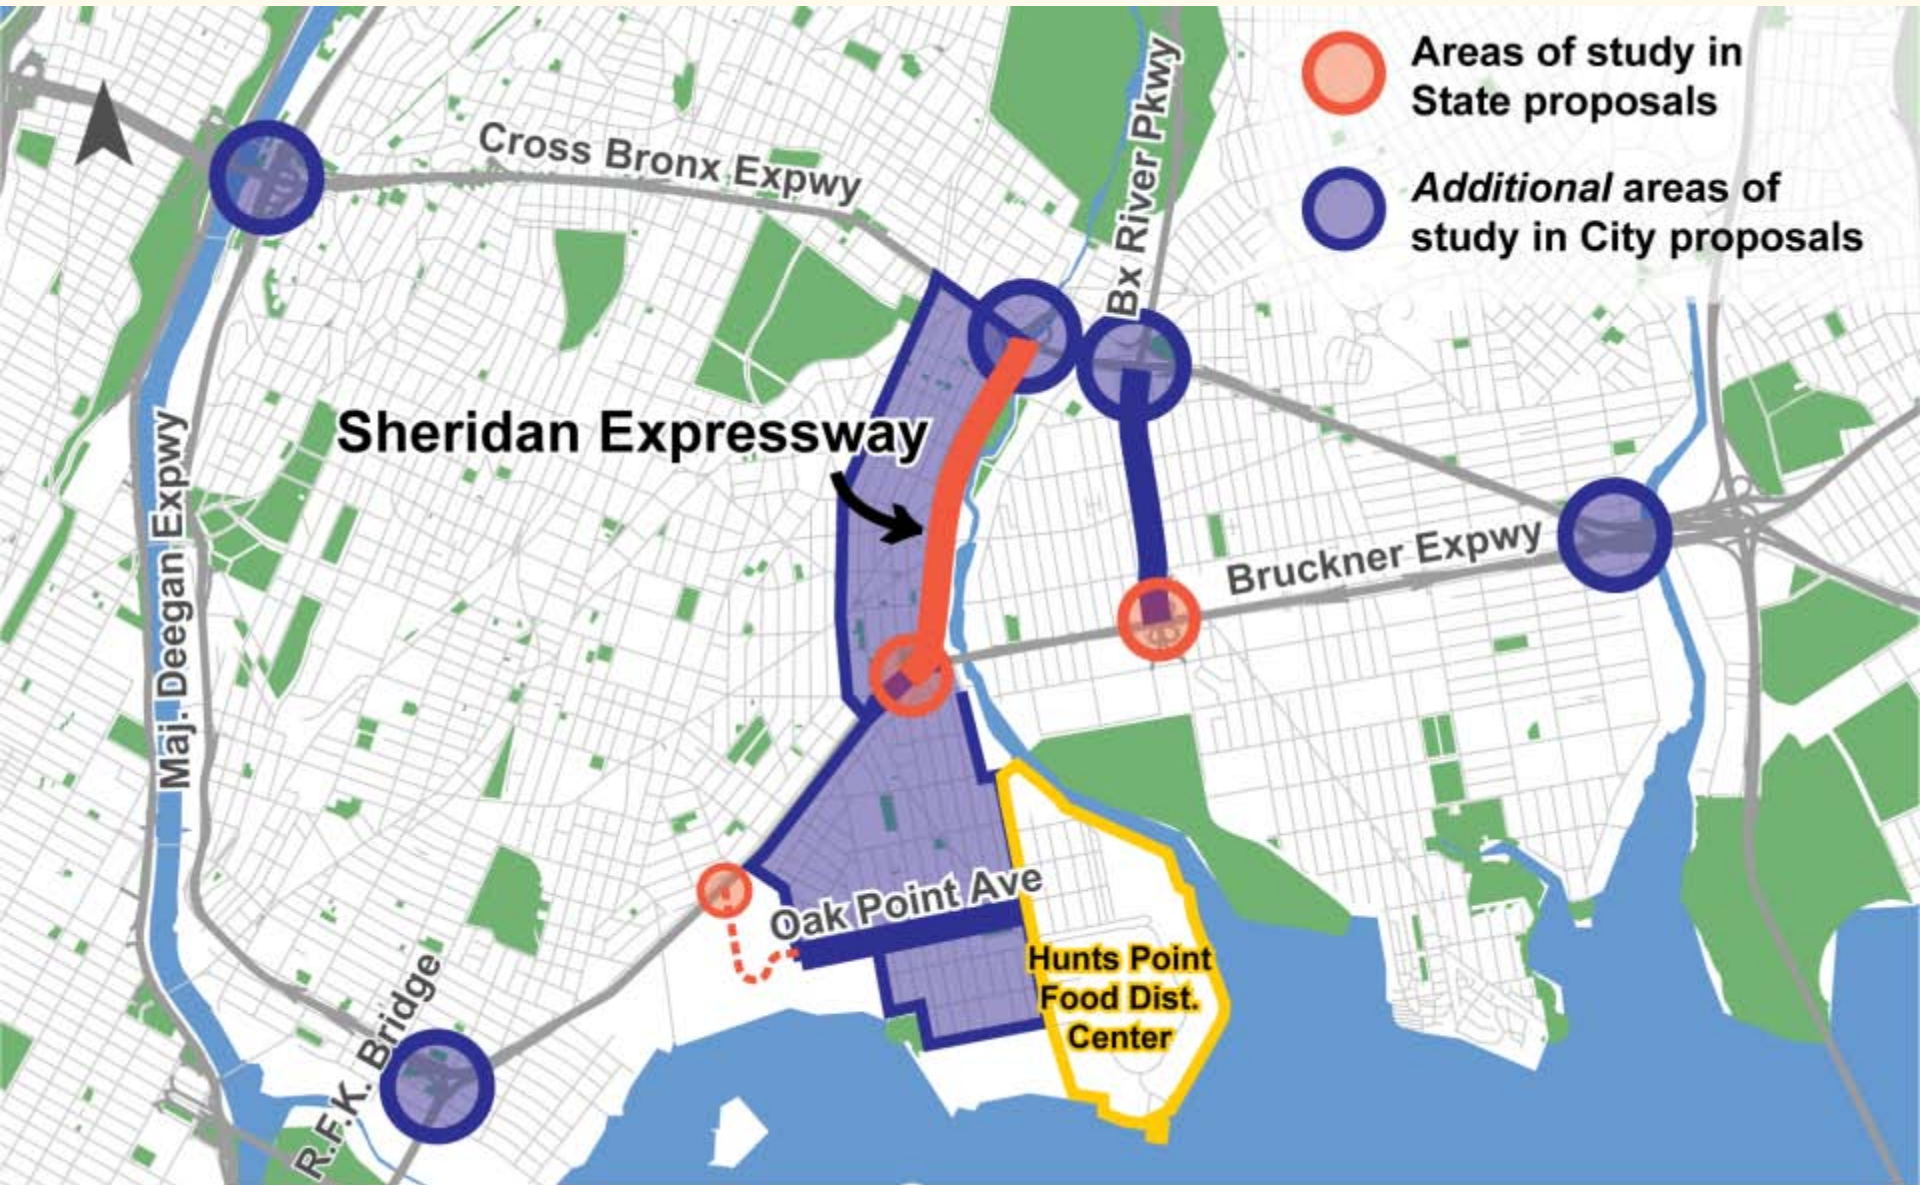 Areas of study in
State proposals
Additional areas of
study in City proposals
Cross Bronx Expwy
Bx River Pkwy
Sheridan Expressway
Maj. Deegan Expwy
Bruckner Expwy
Oak Point Ave
Hunts Point
Food Dist.
Center
R.F.K. Bridge